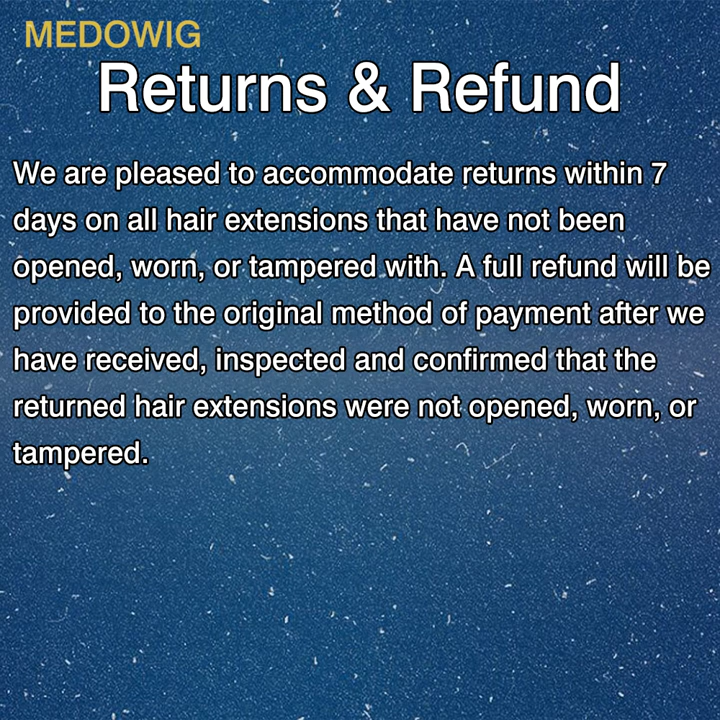 MEDOWIG
Returns & Refund
We are pleased to accommodate returns within 7
days on all hair extensions that have not been
opened, worn, or tampered with. A full refund will be
provided to the original method of payment after we
have received, inspected and confirmed that the
returned hair extensions were not opened, worn, or
tampered.